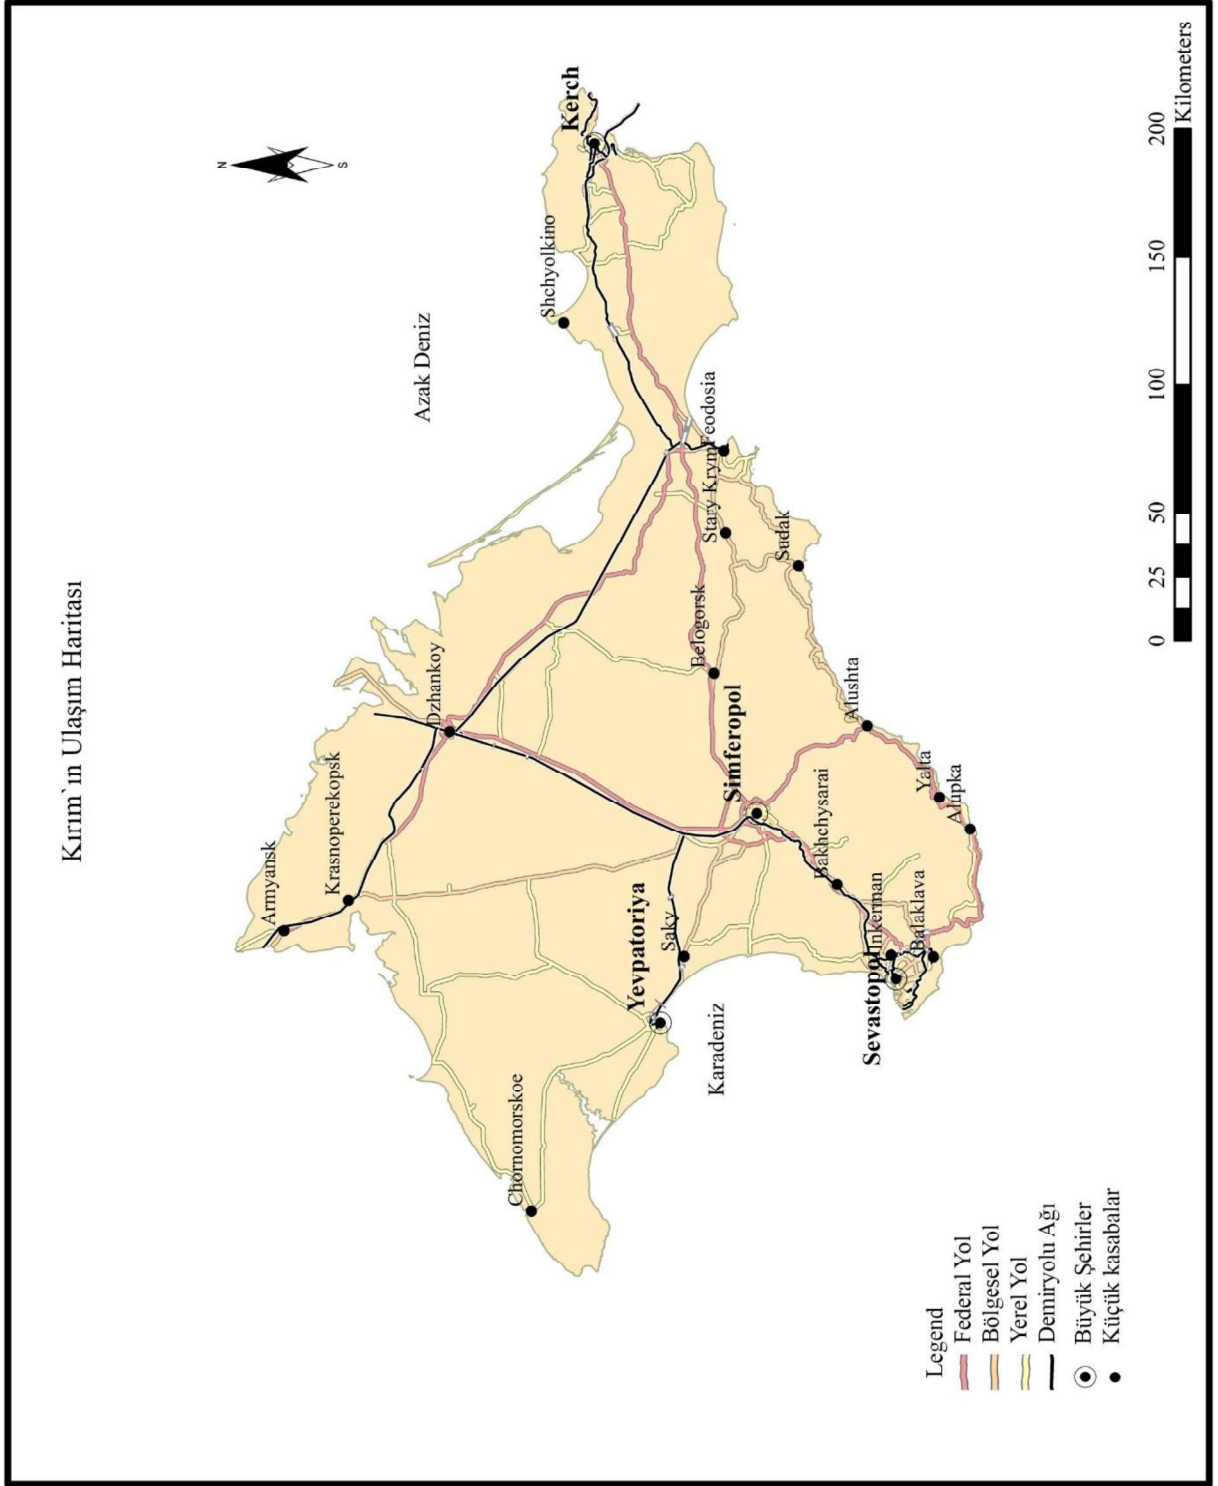 Kırım`ın Ulaşım Haritası
N
S
Azak Deniz
Armyansk
Krasnoperekopsk
Dzhankoy
Shchyolkino
Kerch
Chornomorskoe
Yevpatoriya
Saky
Simferopol
Belogorsk
Stary Krym
Feodosia
Sudak
Karadeniz
Bakhchysarai
Alushta
Sevastopol
Inkerman
Balaklava
Yalta
Alupka
Legend
Federal Yol
Bölgesel Yol
Yerel Yol
Demiryolu Ağı
Büyük Şehirler
Küçük kasabalar
0 25 50 100 150 200
Kilometers